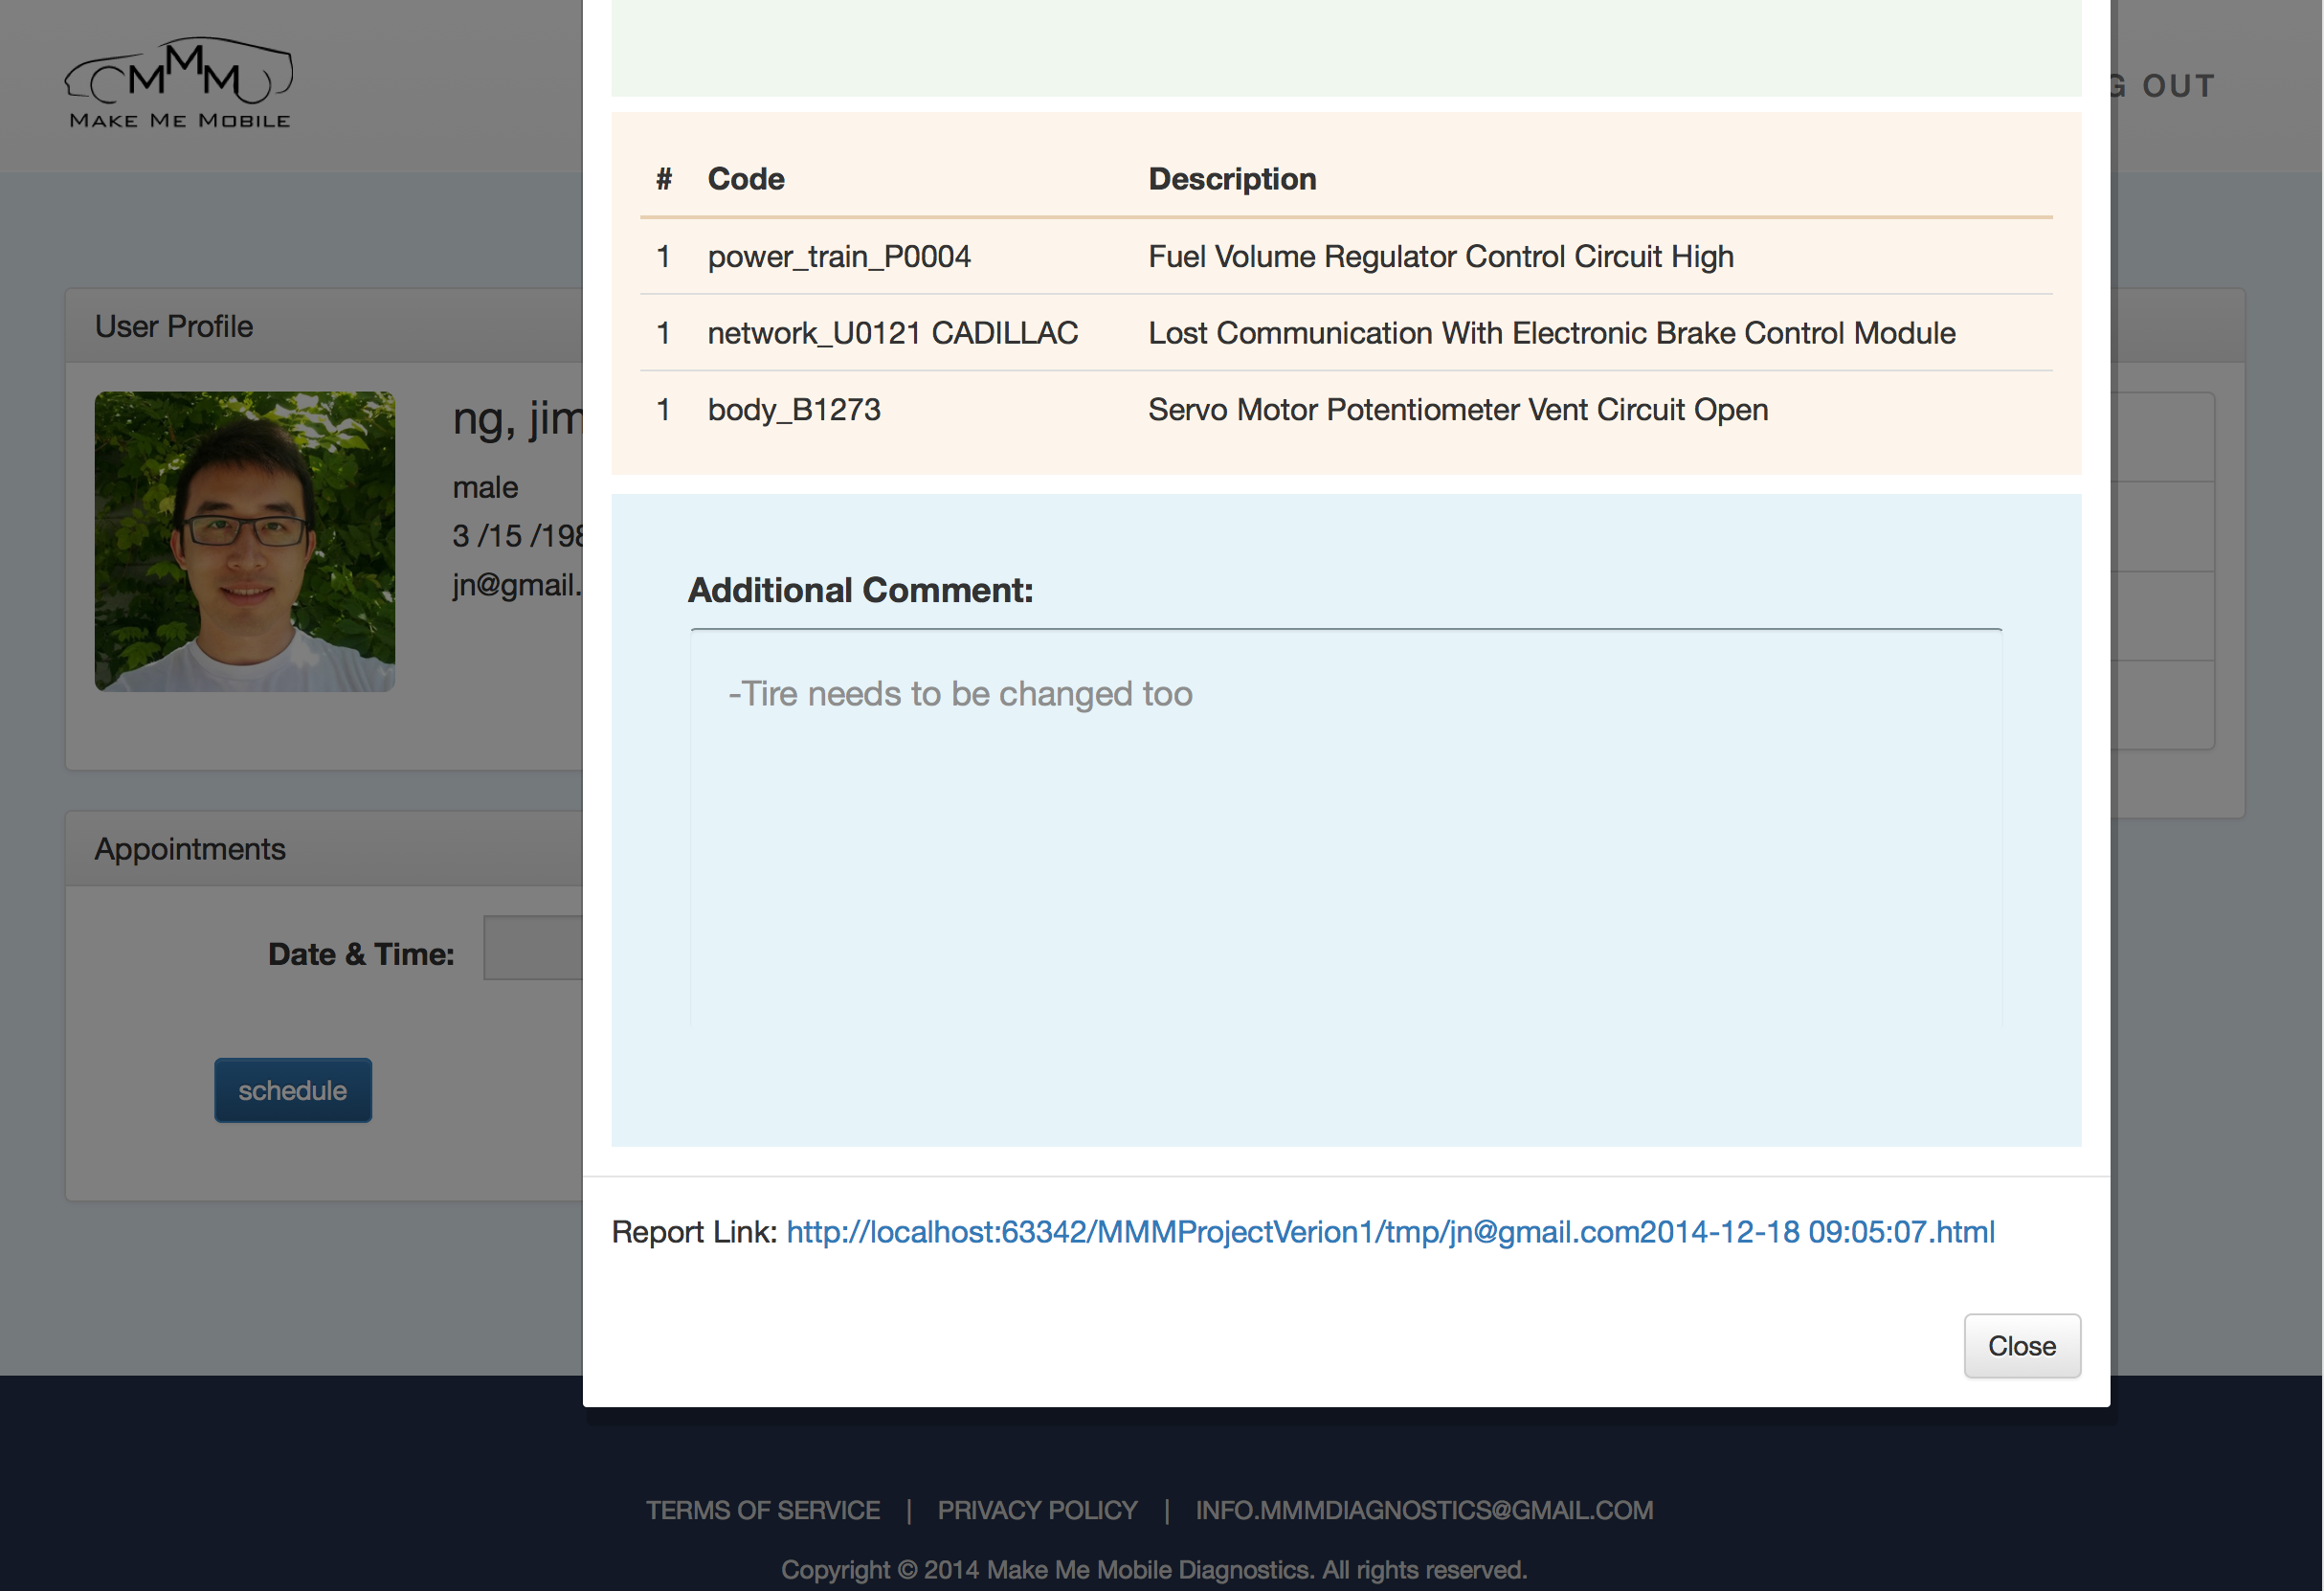 MMM
MAKE ME MOBILE
G OUT
# Code Description
1 power_train_P0004 Fuel Volume Regulator Control Circuit High
1 network_U0121 CADILLAC Lost Communication With Electronic Brake Control Module
1 body_B1273 Servo Motor Potentiometer Vent Circuit Open
User Profile
ng, jim
male
3 /15 /198
jn@gmail.
Additional Comment:
-Tire needs to be changed too
Appointments
Date & Time:
schedule
Report Link: http://localhost:63342/MMMProjectVerion1/tmp/jn@gmail.com2014-12-18 09:05:07.html
Close
TERMS OF SERVICE | PRIVACY POLICY | INFO.MMMDIAGNOSTICS@GMAIL.COM
Copyright © 2014 Make Me Mobile Diagnostics. All rights reserved.